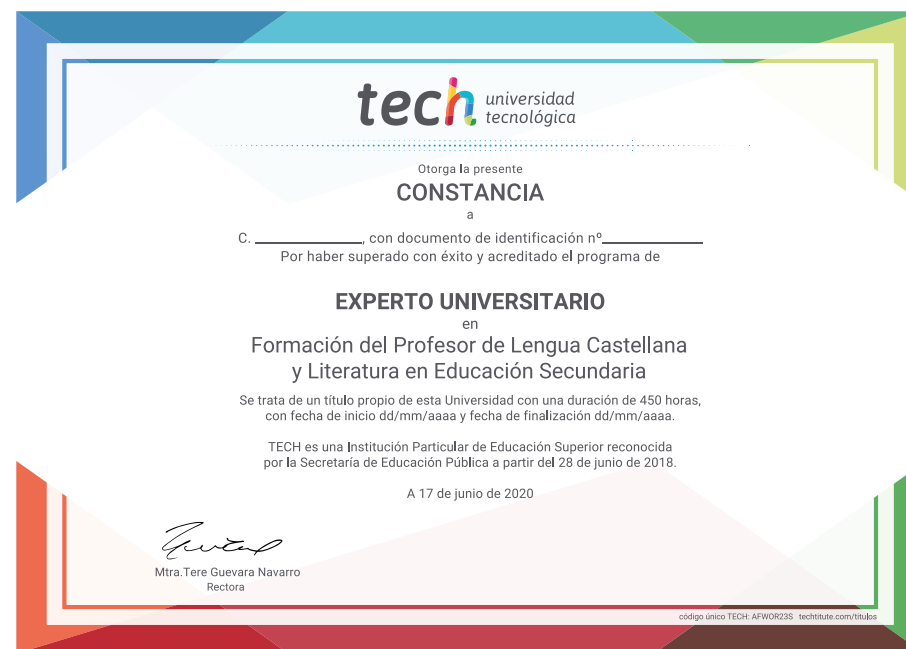 tech universidad
tecnológica
Otorga la presente
CONSTANCIA
a
C. ____________, con documento de identificación nº____________
Por haber superado con éxito y acreditado el programa de
EXPERTO UNIVERSITARIO
en
Formación del Profesor de Lengua Castellana
y Literatura en Educación Secundaria
Se trata de un título propio de esta Universidad con una duración de 450 horas,
con fecha de inicio dd/mm/aaaa y fecha de finalización dd/mm/aaaa.
TECH es una Institución Particular de Educación Superior reconocida
por la Secretaría de Educación Pública a partir del 28 de junio de 2018.
A 17 de junio de 2020
Mtra.Tere Guevara Navarro
Rectora
código único TECH: AFWOR23S techtitute.com/titulos